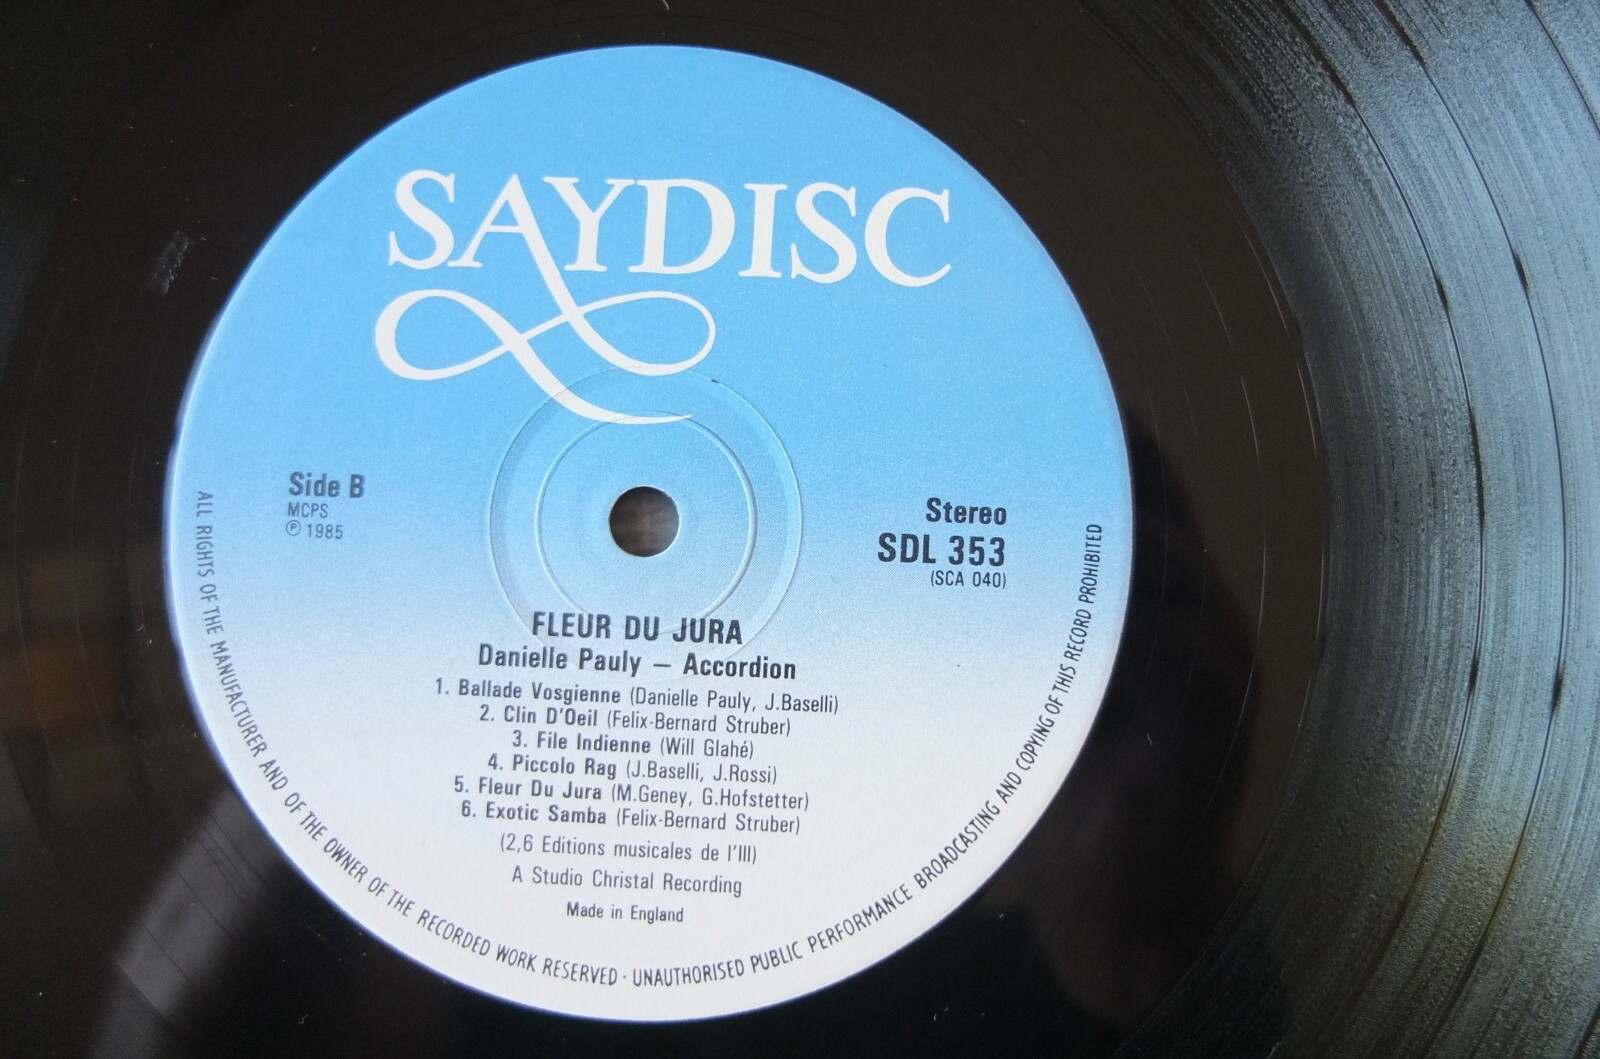 SAYDISC
Side B
MCPS
℗ 1985
Stereo
SDL 353
(SCA 040)
FLEUR DU JURA
Danielle Pauly – Accordion
1. Ballade Vosgienne (Danielle Pauly, J.Baselli)
2. Clin D'Oeil (Felix-Bernard Struber)
3. File Indienne (Will Glahé)
4. Piccolo Rag (J.Baselli, J.Rossi)
5. Fleur Du Jura (M.Geney, G.Hofstetter)
6. Exotic Samba (Felix-Bernard Struber)
(2,6 Editions musicales de l'Ill)
A Studio Christal Recording
Made in England
ALL RIGHTS OF THE MANUFACTURER AND OF THE OWNER OF THE RECORDED WORK RESERVED · UNAUTHORISED PUBLIC PERFORMANCE BROADCASTING AND COPYING OF THIS RECORD PROHIBITED